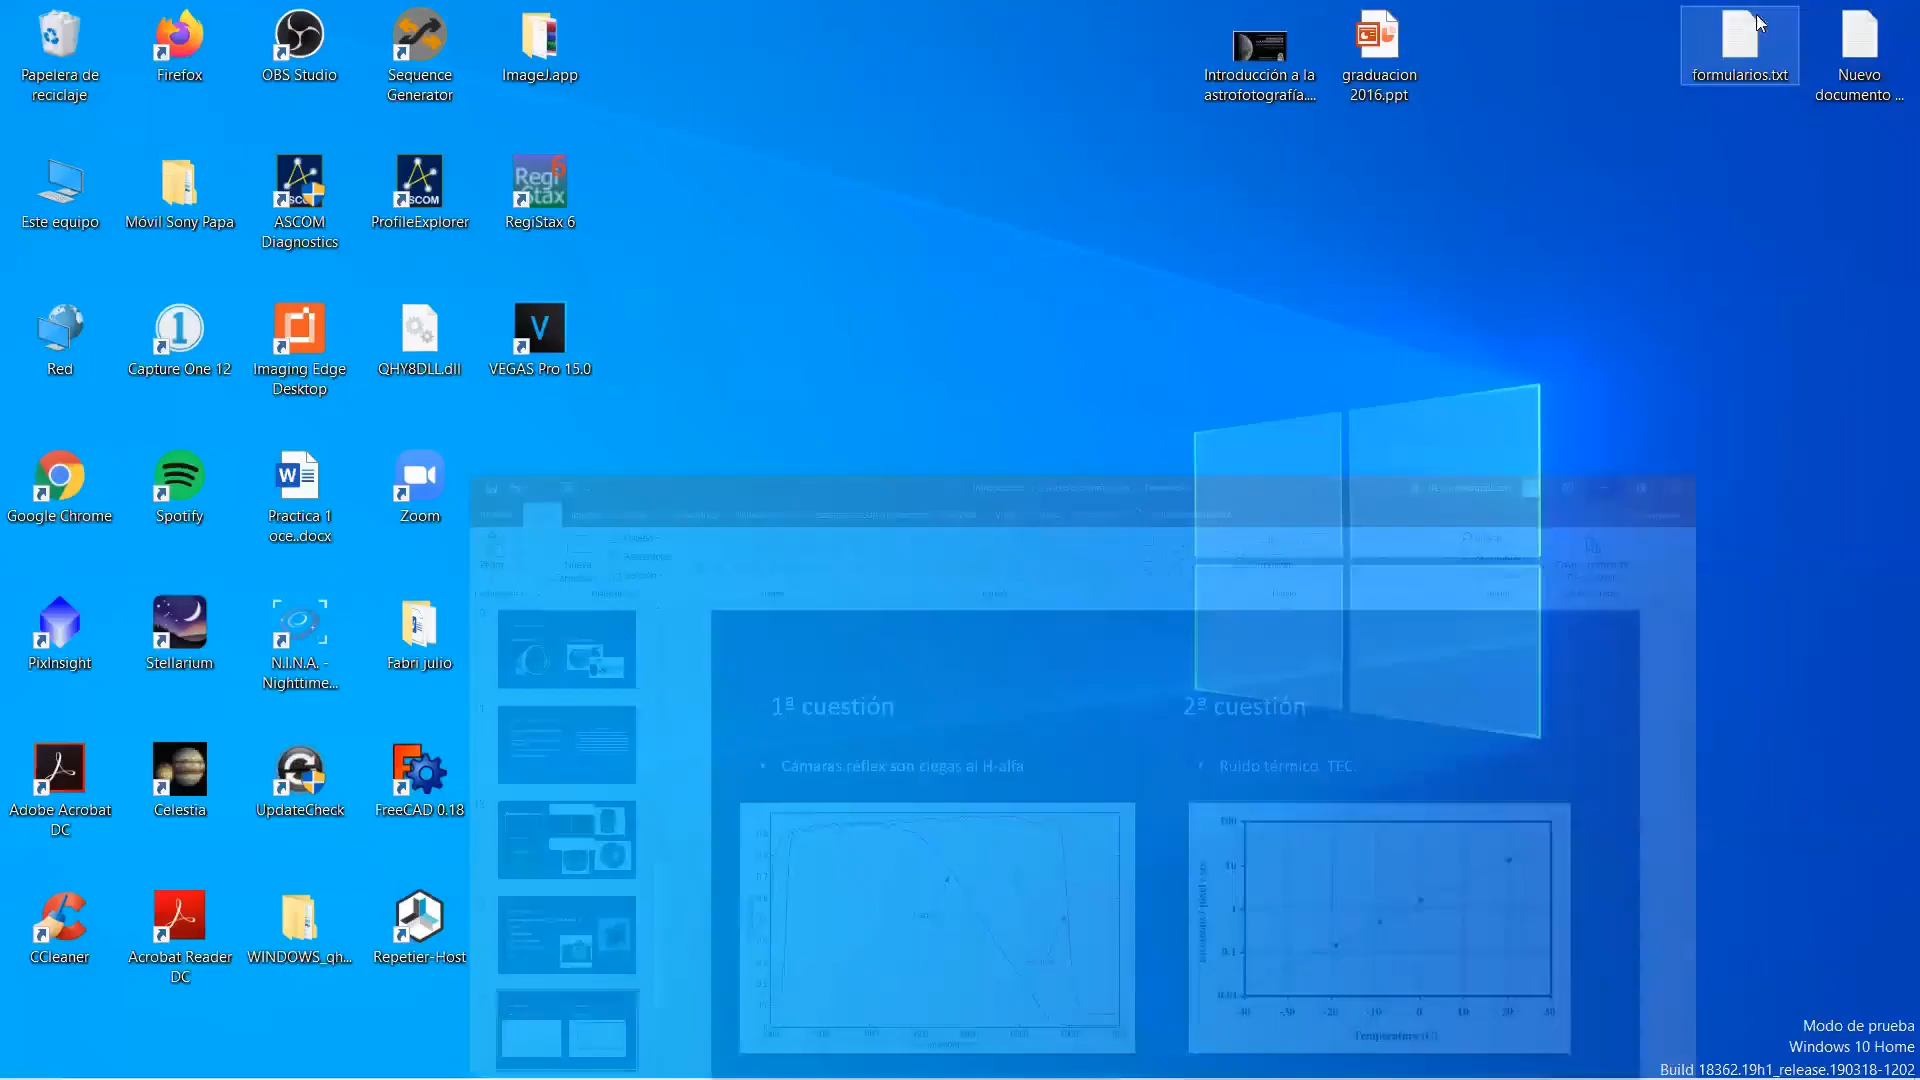 Papelera de
reciclaje
Firefox
OBS Studio
Sequence
Generator
ImageJ.app
Introducción a la
astrofotografía....
graduacion
2016.ppt
formularios.txt
Nuevo
documento ...
Este equipo
Móvil Sony Papa
ASCOM
Diagnostics
ProfileExplorer
RegiStax 6
Red
Capture One 12
Imaging Edge
Desktop
QHY8DLL.dll
VEGAS Pro 15.0
Google Chrome
Spotify
Practica 1
oce..docx
Zoom
PixInsight
Stellarium
N.I.N.A. -
Nighttime...
Fabri julio
1ª cuestión
2ª cuestión
• Cámaras réflex son ciegas al H-alfa
• Ruido térmico TEC.
Adobe Acrobat
DC
Celestia
UpdateCheck
FreeCAD 0.18
CCleaner
Acrobat Reader
DC
WINDOWS_qh...
Repetier-Host
Temperature (C)
Modo de prueba
Windows 10 Home
Build 18362.19h1_release.190318-1202